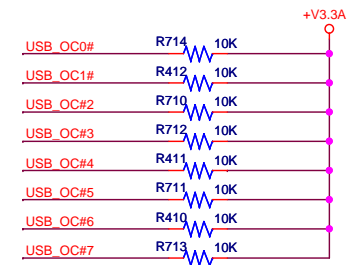 +V3.3A
USB_OC0# R714 10K
USB_OC1# R412 10K
USB_OC#2 R710 10K
USB_OC#3 R712 10K
USB_OC#4 R411 10K
USB_OC#5 R711 10K
USB_OC#6 R410 10K
USB_OC#7 R713 10K